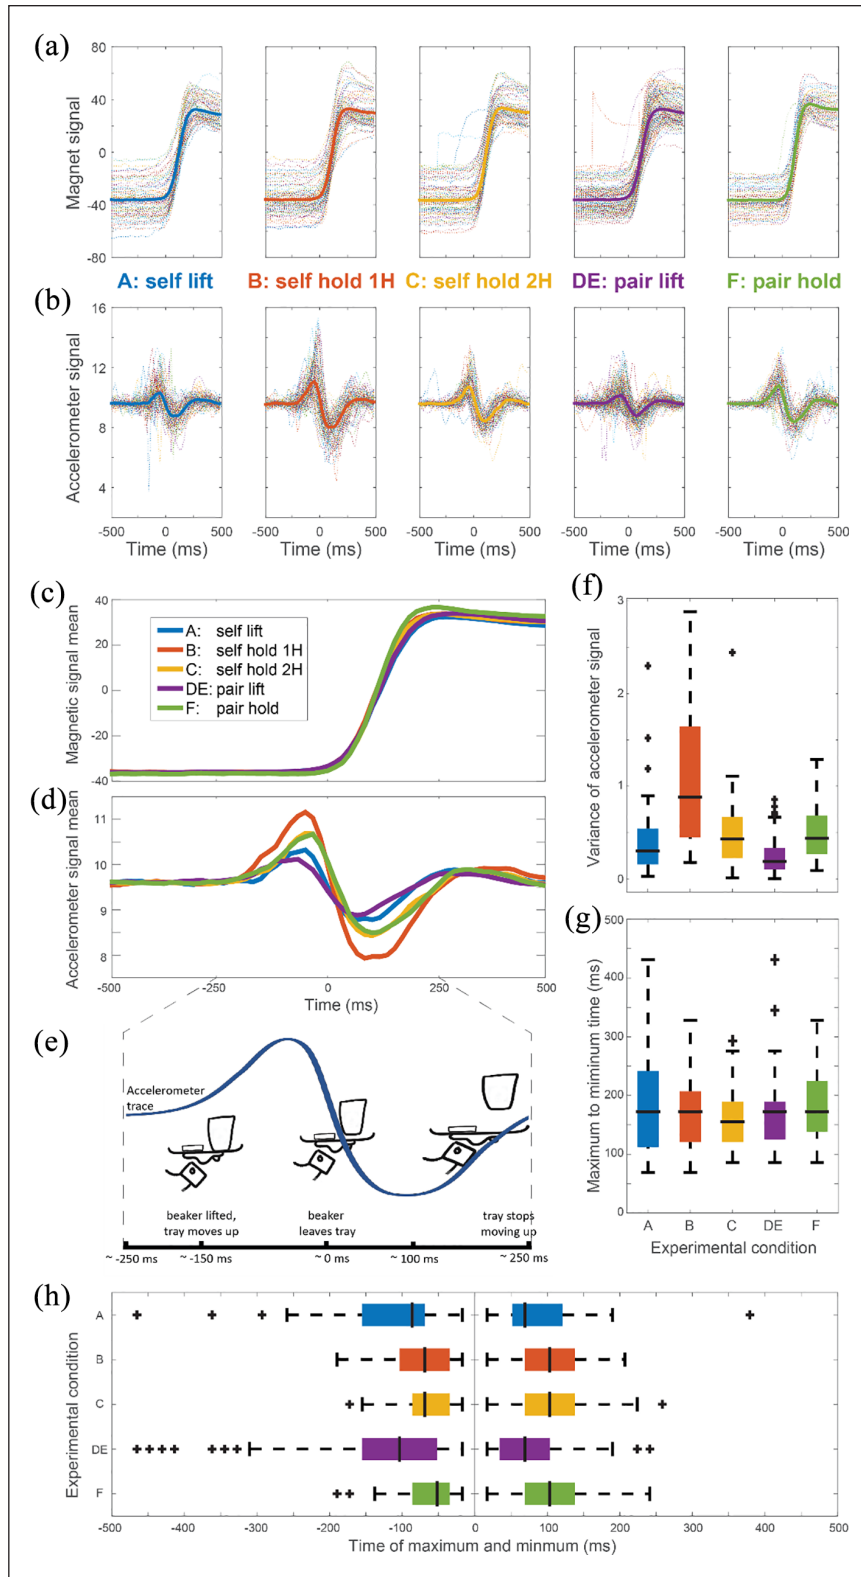 (a)
80
40
0
-40
-80
Magnet signal
A: self lift
B: self hold 1H
C: self hold 2H
DE: pair lift
F: pair hold
(b)
16
12
8
4
Accelerometer signal
-500 0 500
-500 0 500
-500 0 500
-500 0 500
-500 0 500
Time (ms)
Time (ms)
Time (ms)
Time (ms)
Time (ms)
(c)
40
20
0
-20
-40
Magnetic signal mean
A: self lift
B: self hold 1H
C: self hold 2H
DE: pair lift
F: pair hold
(d)
11
10
9
8
Accelerometer signal mean
-500 -250 0 250 500
Time (ms)
(e)
Accelerometer
trace
beaker lifted,
tray moves up
beaker
leaves tray
tray stops
moving up
~ -250 ms ~ -150 ms ~ 0 ms ~ 100 ms ~ 250 ms
(f)
3
2
1
0
Variance of accelerometer signal
(g)
500
400
300
200
100
0
Maximum to miminum time (ms)
A B C DE F
Experimental condition
(h)
A
B
C
DE
F
Experimental condition
-500 -400 -300 -200 -100 0 100 200 300 400 500
Time of maximum and minmum (ms)